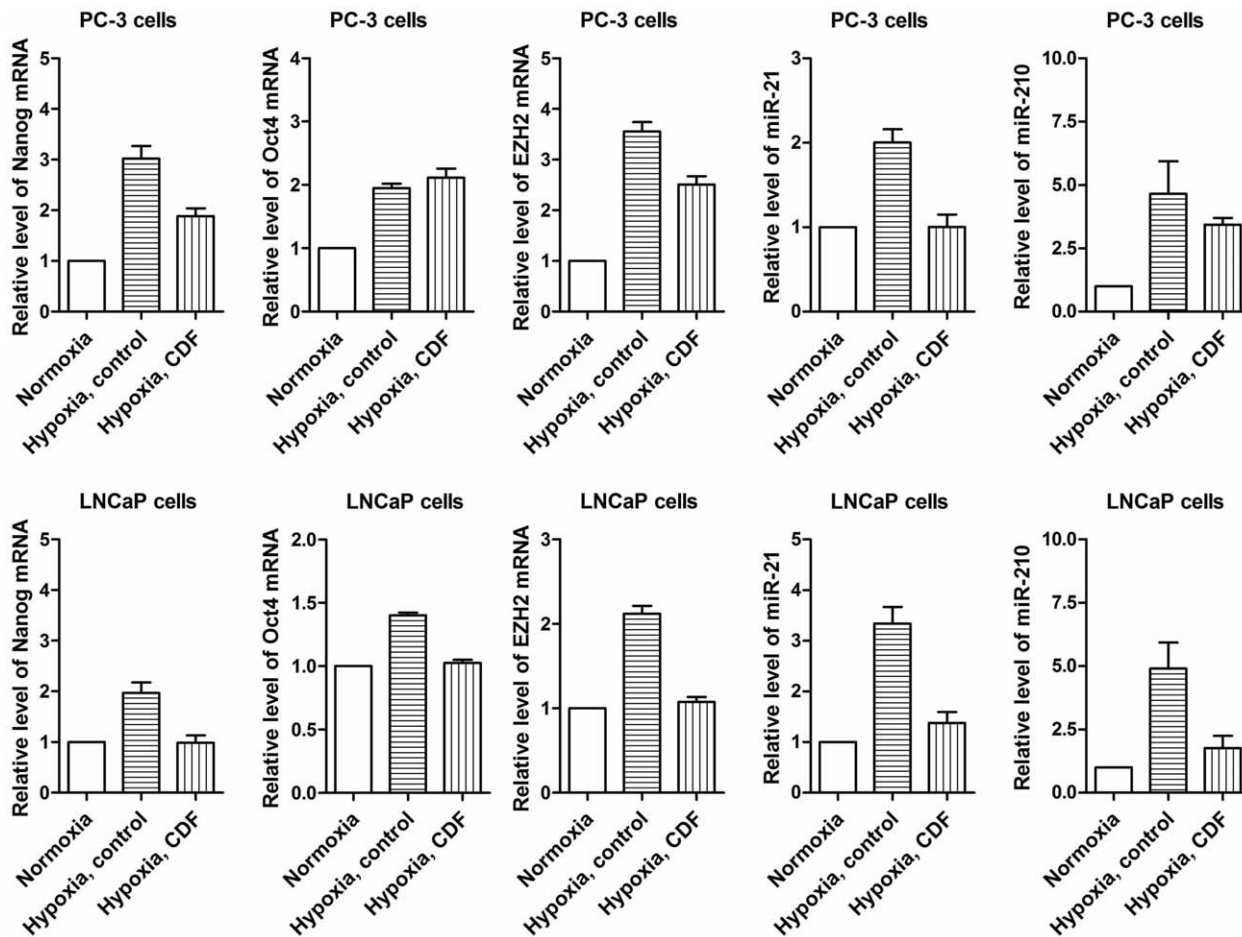 PC-3 cells
PC-3 cells
PC-3 cells
PC-3 cells
PC-3 cells
Relative level of Nanog mRNA
5
4
3
2
1
0
Normoxia
Hypoxia, control
Hypoxia, CDF
Relative level of Oct4 mRNA
4
3
2
1
0
Normoxia
Hypoxia, control
Hypoxia, CDF
Relative level of EZH2 mRNA
5
4
3
2
1
0
Normoxia
Hypoxia, control
Hypoxia, CDF
Relative level of miR-21
3
2
1
0
Normoxia
Hypoxia, control
Hypoxia, CDF
Relative level of miR-210
10.0
7.5
5.0
2.5
0.0
Normoxia
Hypoxia, control
Hypoxia, CDF
LNCaP cells
LNCaP cells
LNCaP cells
LNCaP cells
LNCaP cells
Relative level of Nanog mRNA
5
4
3
2
1
0
Normoxia
Hypoxia, control
Hypoxia, CDF
Relative level of Oct4 mRNA
2.0
1.5
1.0
0.5
0.0
Normoxia
Hypoxia, control
Hypoxia, CDF
Relative level of EZH2 mRNA
3
2
1
0
Normoxia
Hypoxia, control
Hypoxia, CDF
Relative level of miR-21
5
4
3
2
1
0
Normoxia
Hypoxia, control
Hypoxia, CDF
Relative level of miR-210
10.0
7.5
5.0
2.5
0.0
Normoxia
Hypoxia, control
Hypoxia, CDF